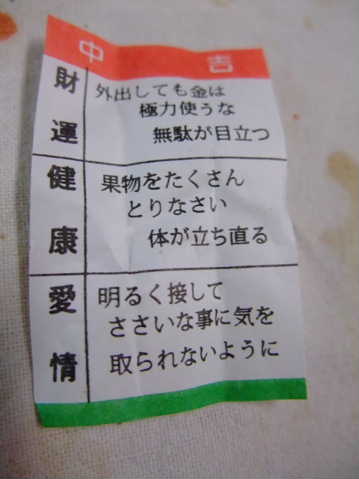 中吉
財運
外出しても金は
極力使うな
無駄が目立つ
健康
果物をたくさん
とりなさい
体が立ち直る
愛情
明るく接して
ささいな事に気を
取られないように